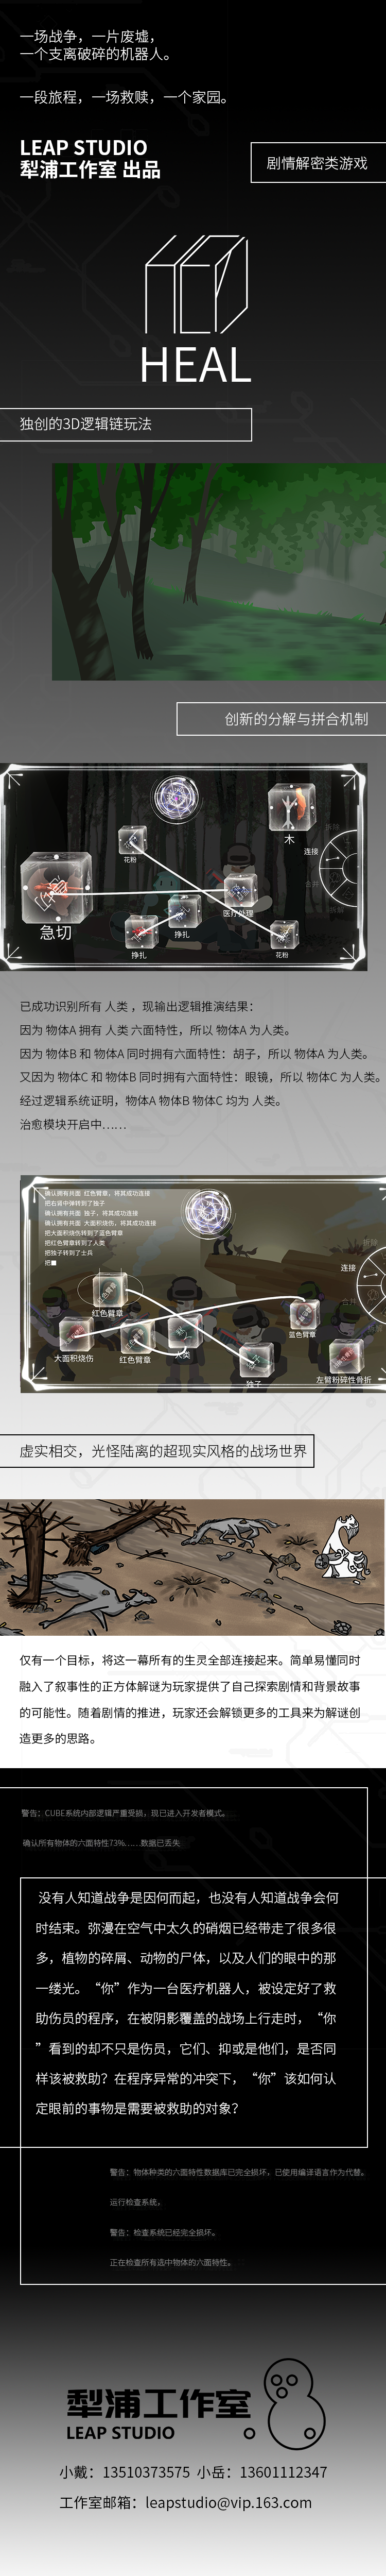 一场战争，一片废墟，
一个支离破碎的机器人。
一段旅程，一场救赎，一个家园。
LEAP STUDIO
犁浦工作室 出品
剧情解密类游戏
HEAL
独创的3D逻辑链玩法
创新的分解与拼合机制
木
拆除
连接
花粉
合并
急切
医疗处理
挣扎
挣扎
花粉
已成功识别所有 人类 ，现输出逻辑推演结果：
因为 物体A 拥有 人类 六面特性，所以 物体A 为人类。
因为 物体B 和 物体A 同时拥有六面特性：胡子，所以 物体A 为人类。
又因为 物体C 和 物体B 同时拥有六面特性：眼镜，所以 物体C 为人类。
经过逻辑系统证明，物体A 物体B 物体C 均为 人类。
治愈模块开启中……
确认拥有共面 红色臂章，将其成功连接
把右背中弹转到了独子
确认拥有共面 独子，将其成功连接
确认拥有共面 大面积烧伤，将其成功连接
把大面积烧伤转到了蓝色臂章
把红色臂章转到了人类
把独子转到了士兵
把
拆除
连接
合并
红色臂章
蓝色臂章
大面积烧伤
红色臂章
人类
左臂粉碎性骨折
独子
虚实相交，光怪陆离的超现实风格的战场世界
仅有一个目标，将这一幕所有的生灵全部连接起来。简单易懂同时
融入了叙事性的正方体解谜为玩家提供了自己探索剧情和背景故事
的可能性。随着剧情的推进，玩家还会解锁更多的工具来为解谜创
造更多的思路。
警告：CUBE系统内部逻辑严重受损，现已进入开发者模式。
确认所有物体的六面特性73%……数据已丢失
没有人知道战争是因何而起，也没有人知道战争会何
时结束。弥漫在空气中太久的硝烟已经带走了很多很
多，植物的碎屑、动物的尸体，以及人们的眼中的那
一缕光。“你”作为一台医疗机器人，被设定好了救
助伤员的程序，在被阴影覆盖的战场上行走时，“你
”看到的却不只是伤员，它们、抑或是他们，是否同
样该被救助？在程序异常的冲突下，“你”该如何认
定眼前的事物是需要被救助的对象？
警告：物体种类的六面特性数据库已完全损坏，已使用编译语言作为代替。
运行检查系统，
警告：检查系统已经完全损坏。
正在检查所有选中物体的六面特性。
犁浦工作室
LEAP STUDIO
小戴：13510373575 小岳：13601112347
工作室邮箱：leapstudio@vip.163.com